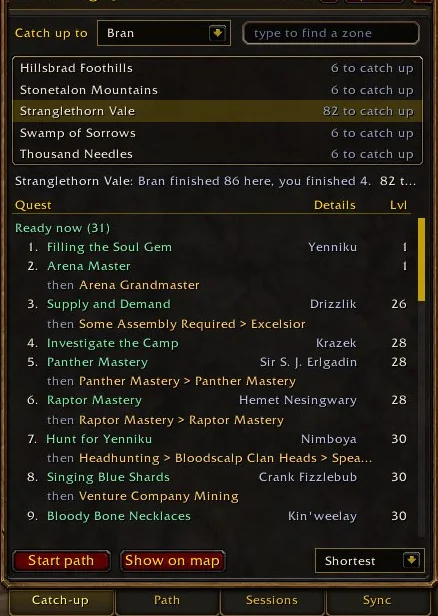 Catch up to Bran type to find a zone
Hillsbrad Foothills 6 to catch up
Stonetalon Mountains 6 to catch up
Stranglethorn Vale 82 to catch up
Swamp of Sorrows 6 to catch up
Thousand Needles 6 to catch up
Stranglethorn Vale: Bran finished 86 here, you finished 4. 82 t...
Quest Details Lvl
Ready now (31)
1. Filling the Soul Gem Yenniku 1
2. Arena Master 1
then Arena Grandmaster
3. Supply and Demand Drizzlik 26
then Some Assembly Required > Excelsior
4. Investigate the Camp Krazek 28
5. Panther Mastery Sir S. J. Erlgadin 28
then Panther Mastery > Panther Mastery
6. Raptor Mastery Hemet Nesingwary 28
then Raptor Mastery > Raptor Mastery
7. Hunt for Yenniku Nimboya 30
then Headhunting > Bloodscalp Clan Heads > Spea...
8. Singing Blue Shards Crank Fizzlebub 30
then Venture Company Mining
9. Bloody Bone Necklaces Kin'weelay 30
Start path Show on map Shortest
Catch-up Path Sessions Sync